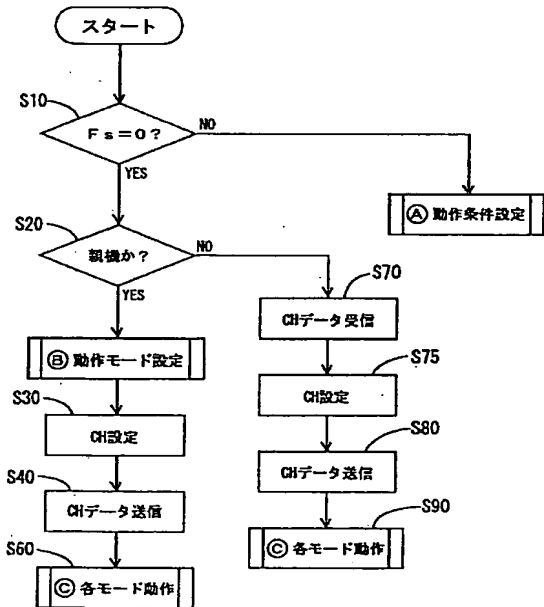 スタート
S10
Fs=0?
NO
YES
Ⓐ 動作条件設定
S20
親機か?
NO
YES
S70
CHデータ受信
Ⓑ 動作モード設定
S75
S30
CH設定
CH設定
S80
S40
CHデータ送信
CHデータ送信
S90
S60
Ⓒ 各モード動作
Ⓒ 各モード動作